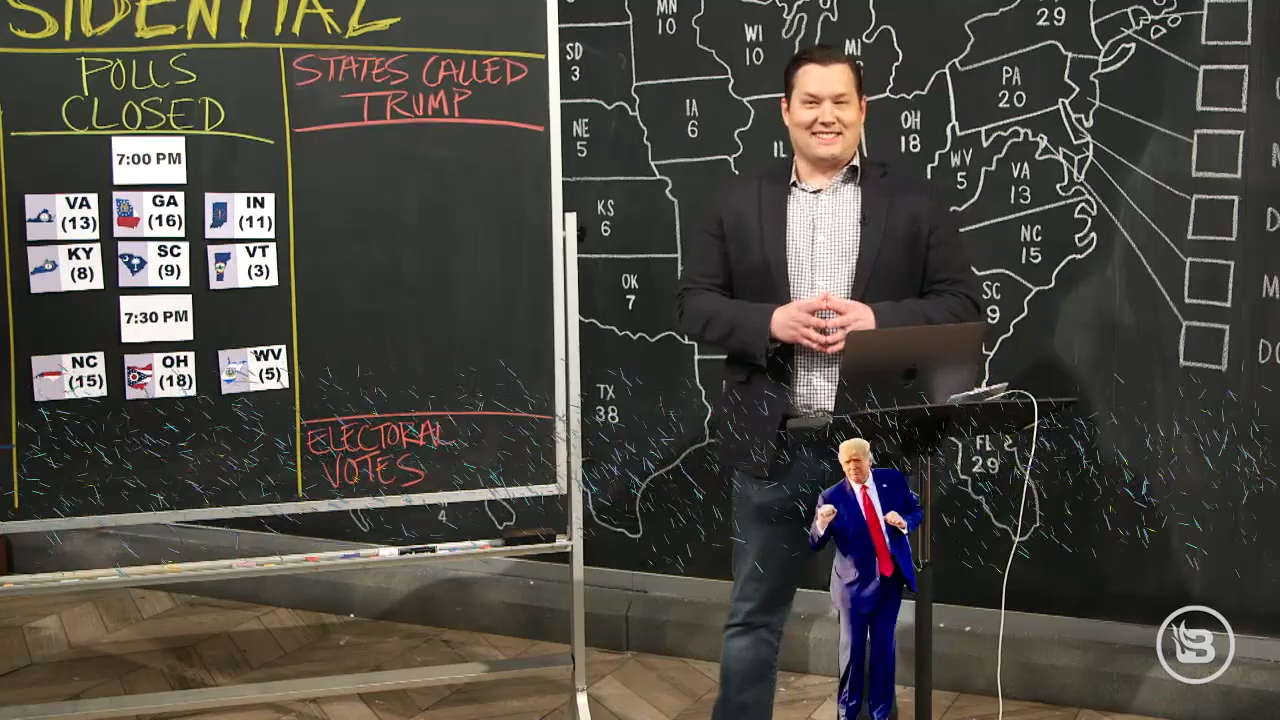 SIDENTIAL
POLLS
CLOSED
7:00 PM
VA
(13)
GA
(16)
IN
(11)
KY
(8)
SC
(9)
VT
(3)
7:30 PM
NC
(15)
OH
(18)
WV
(5)
STATES CALLED
TRUMP
ELECTORAL
VOTES
MN
10
SD
3
WI
10
MI
29
PA
20
IA
6
NE
5
IL
OH
18
WV
5
VA
13
KS
6
NC
15
OK
7
SC
9
TX
38
FL
29
4
D
M
DC
B